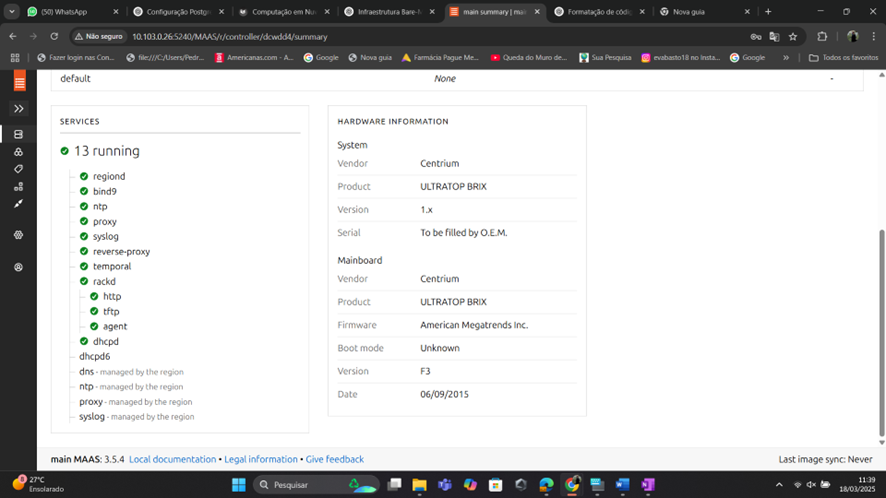 (50) WhatsApp
Configuração Postgr
Computação em Nu
Infraestrutura Bare-M
main summary | mai
Formatação de códig
Nova guia
Não seguro
10.103.0.26:5240/MAAS/r/controller/dcwdd4/summary
Fazer login nas Con...
file:///C:/Users/Pedr...
Americanas.com - A...
Google
Nova guia
Farmácia Pague Me...
Queda do Muro de...
Sua Pesquisa
evabasto18 no Insta...
Google
Todos os favoritos
default None -
SERVICES
13 running
regiond
bind9
ntp
proxy
syslog
reverse-proxy
temporal
rackd
http
tftp
agent
dhcpd
dhcpd6
dns - managed by the region
ntp - managed by the region
proxy - managed by the region
syslog - managed by the region
HARDWARE INFORMATION
System
Vendor Centrium
Product ULTRATOP BRIX
Version 1.x
Serial To be filled by O.E.M.
Mainboard
Vendor Centrium
Product ULTRATOP BRIX
Firmware American Megatrends Inc.
Boot mode Unknown
Version F3
Date 06/09/2015
main MAAS: 3.5.4 Local documentation • Legal information • Give feedback
Last image sync: Never
27°C
Ensolarado
Pesquisar
11:39
18/03/2025